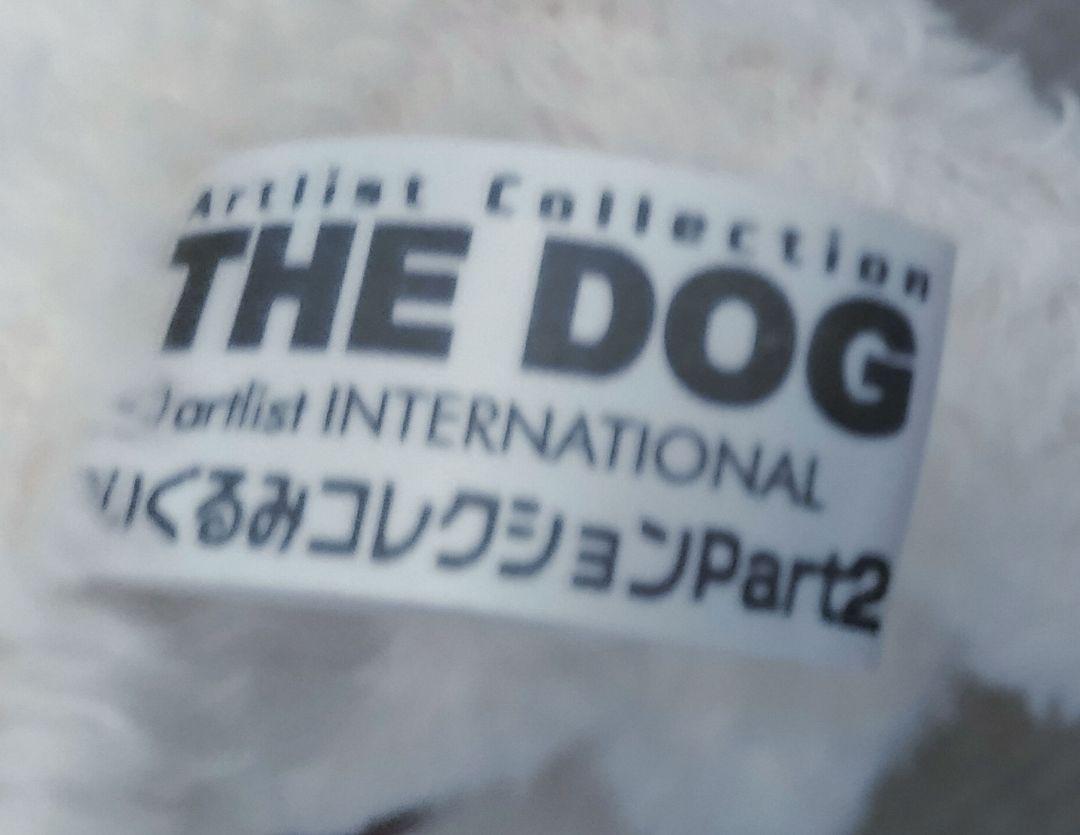 Artlist Collection
THE DOG
artlist INTERNATIONAL
いぐるみコレクションPart2